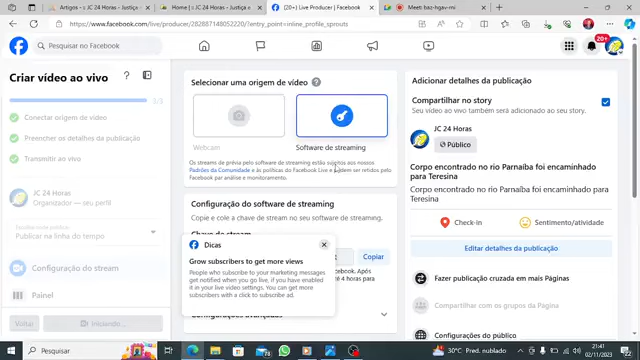 Artigos - ‹ JC 24 Horas - Justiça
Home | ‹ JC 24 Horas - Justiça
(20+) Live Producer | Facebook
Meet: baz-hgav-mi
https://www.facebook.com/live/producer/2828871480522​20/?entry_point=inline_profile_sprouts
Pesquisar no Facebook
20+
Criar vídeo ao vivo
3/3
Conectar origem de vídeo
Preencher os detalhes da publicação
Transmitir ao vivo
JC 24 Horas
Organizador — seu perfil
Publicar na linha do tempo
Configuração do stream
Painel
Voltar
Iniciando...
Selecionar uma origem de vídeo
Webcam
Software de streaming
Os streams de prévia pelo software de streaming estão sujeitos aos nossos
Padrões da Comunidade e às políticas do Facebook Live e podem ser retidos pelo
Facebook par análise e monitoramento.
Configuração do software de streaming
Copie e cole a chave de stream no seu software de streaming.
Chave do stream
Copiar
Dicas
Grow subscribers to get more views
People who subscribe to your marketing messages
get notified when you go live, if you have enabled
it in your live video settings. You can get more
subscribers with a click to subscribe ad.
Facebook. Após
4 horas para
Configurações avançadas
Adicionar detalhes da publicação
Compartilhar no story
Seu vídeo ao vivo também será adicionado ao seu story.
JC 24 Horas
Público
Corpo encontrado no rio Parnaíba foi encaminhado
para Teresina
Corpo encontrado no rio Parnaíba foi encaminhado para
Teresina
Check-in
Sentimento/atividade
Editar detalhes da publicação
Fazer publicação cruzada em mais Páginas
Compartilhar com os grupos da Página
Configurações do público
Pesquisar
30°C Pred. nublado
21:41
02/11/2023